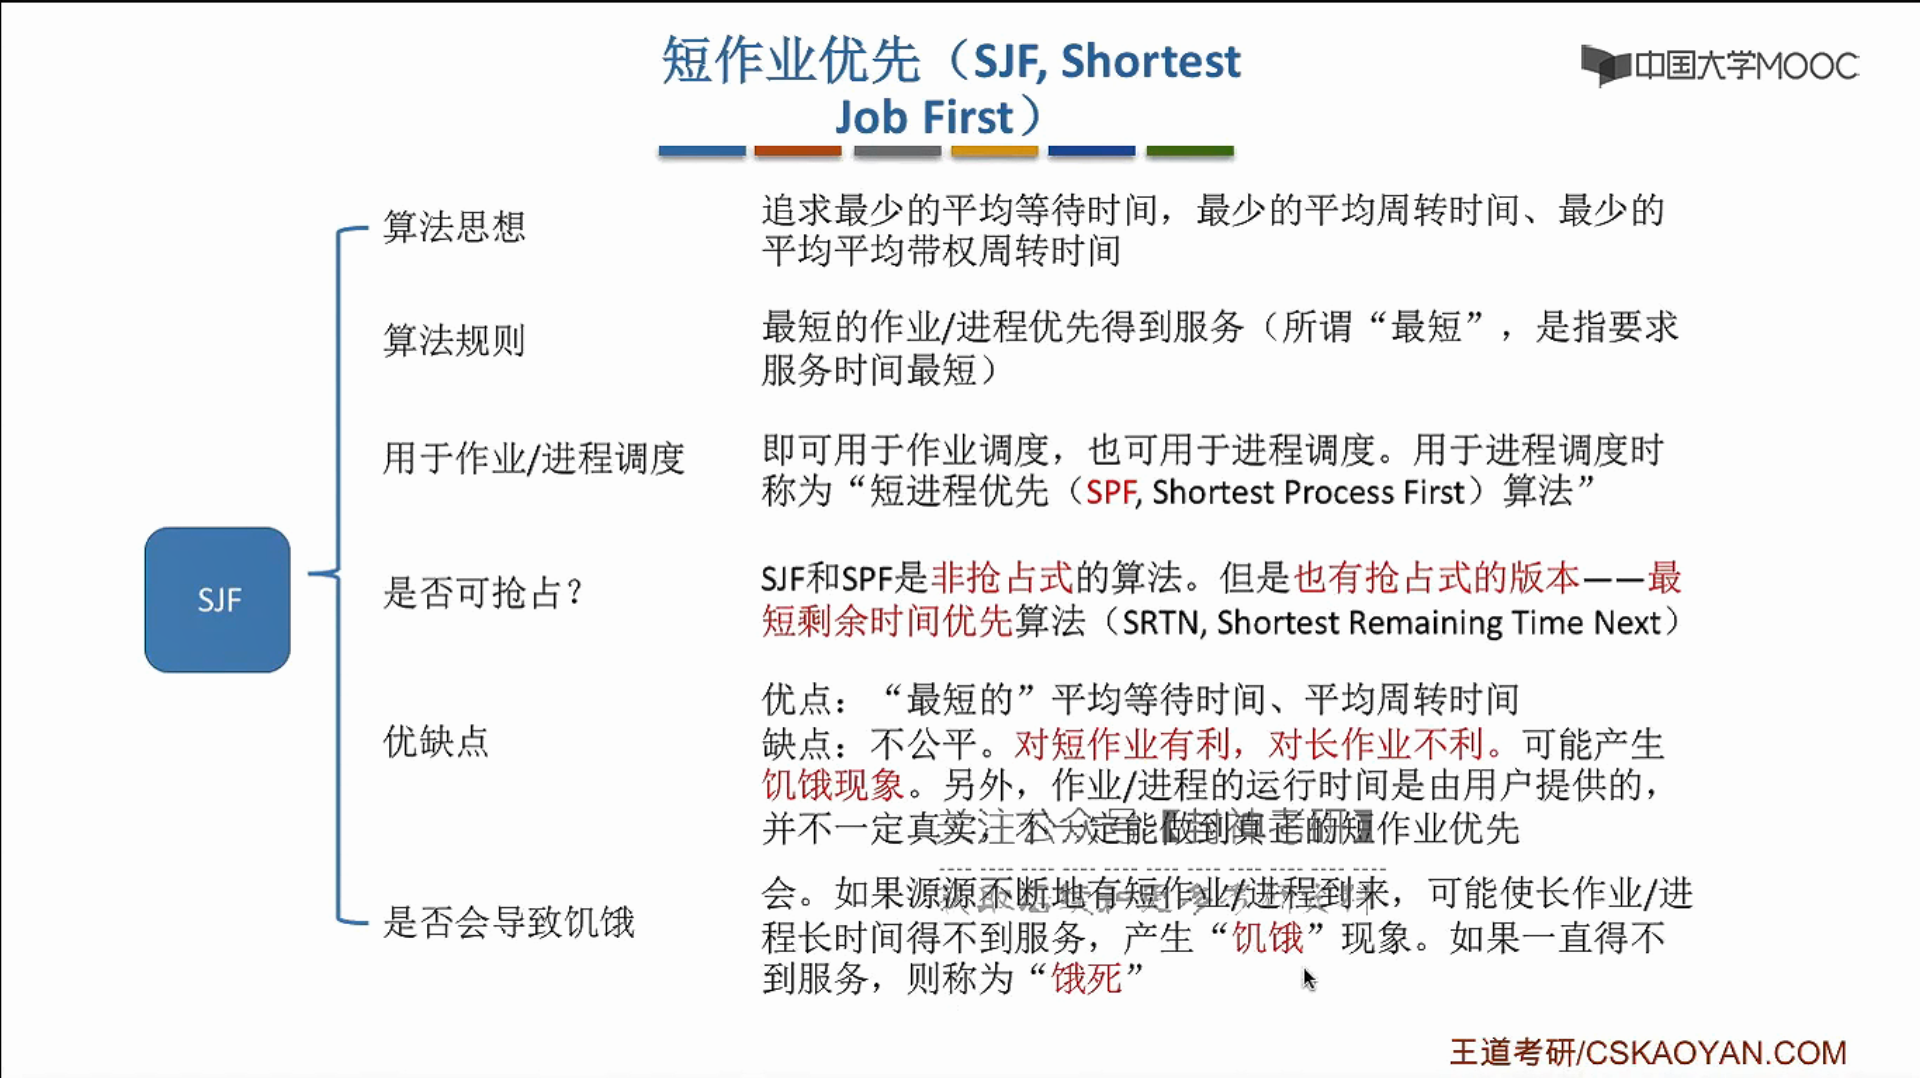 短作业优先（SJF, Shortest
Job First）
中国大学MOOC
算法思想
追求最少的平均等待时间，最少的平均周转时间、最少的
平均平均带权周转时间
算法规则
最短的作业/进程优先得到服务（所谓“最短”，是指要求
服务时间最短）
用于作业/进程调度
即可用于作业调度，也可用于进程调度。用于进程调度时
称为“短进程优先（SPF, Shortest Process First）算法”
SJF
是否可抢占？
SJF和SPF是非抢占式的算法。但是也有抢占式的版本——最
短剩余时间优先算法（SRTN, Shortest Remaining Time Next）
优缺点
优点：“最短的”平均等待时间、平均周转时间
缺点：不公平。对短作业有利，对长作业不利。可能产生
饥饿现象。另外，作业/进程的运行时间是由用户提供的，
并不一定真实，不一定能做到真正的短作业优先
是否会导致饥饿
会。如果源源不断地有短作业/进程到来，可能使长作业/进
程长时间得不到服务，产生“饥饿”现象。如果一直得不
到服务，则称为“饿死”
王道考研/CSKAOYAN.COM